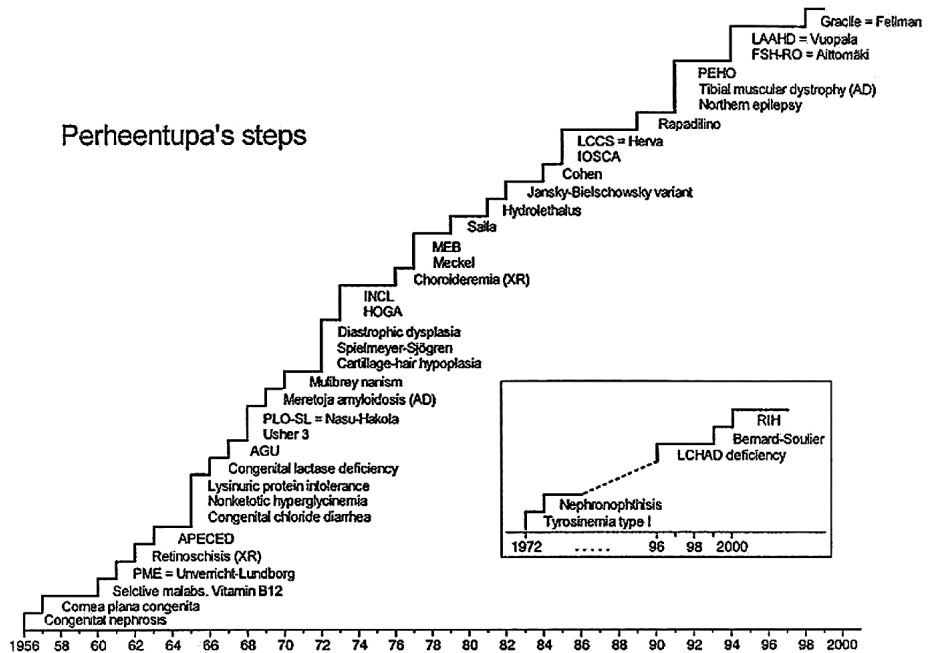 Gracile = Fellman
LAAHD = Vuopala
FSH-RO = Aittomäki
PEHO
Tibial muscular dystrophy (AD)
Northern epilepsy
Rapadilino
Perheentupa's steps
LCCS = Herva
IOSCA
Cohen
Jansky-Bielschowsky variant
Hydrolethalus
Salla
MEB
Meckel
Choroideremia (XR)
INCL
HOGA
Diastrophic dysplasia
Spielmeyer-Sjögren
Cartilage-hair hypoplasia
Mulibrey nanism
Meretoja amyloidosis (AD)
PLO-SL = Nasu-Hakola
Usher 3
AGU
Congenital lactase deficiency
Lysinuric protein intolerance
Nonketotic hyperglycinemia
Congenital chloride diarrhea
APECED
Retinoschisis (XR)
PME = Unverricht-Lundborg
Selctive malabs. Vitamin B12
Cornea plana congenita
Congenital nephrosis
1956 58 60 62 64 66 68 70 72 74 76 78 80 82 84 86 88 90 92 94 96 98 2000
RIH
Bernard-Soulier
LCHAD deficiency
Nephronophthisis
Tyrosinemia type I
1972 ..... 96 98 2000